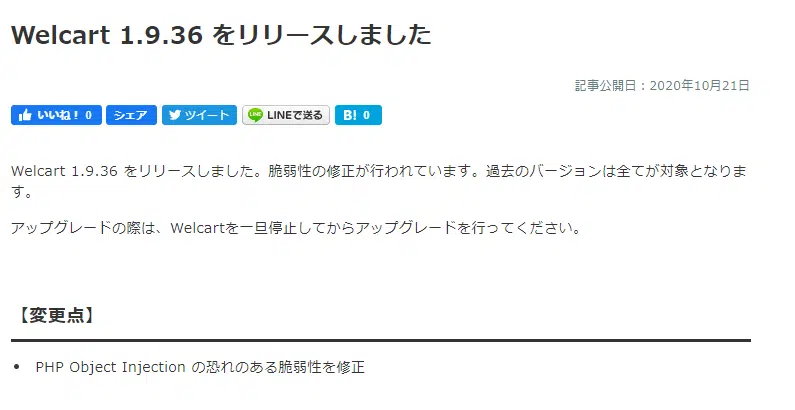 Welcart 1.9.36 をリリースしました
記事公開日：2020年10月21日
いいね！ 0 シェア ツイート LINEで送る B! 0
Welcart 1.9.36 をリリースしました。脆弱性の修正が行われています。過去のバージョンは全てが対象となりま
す。
アップグレードの際は、Welcartを一旦停止してからアップグレードを行ってください。
【変更点】
• PHP Object Injection の恐れのある脆弱性を修正